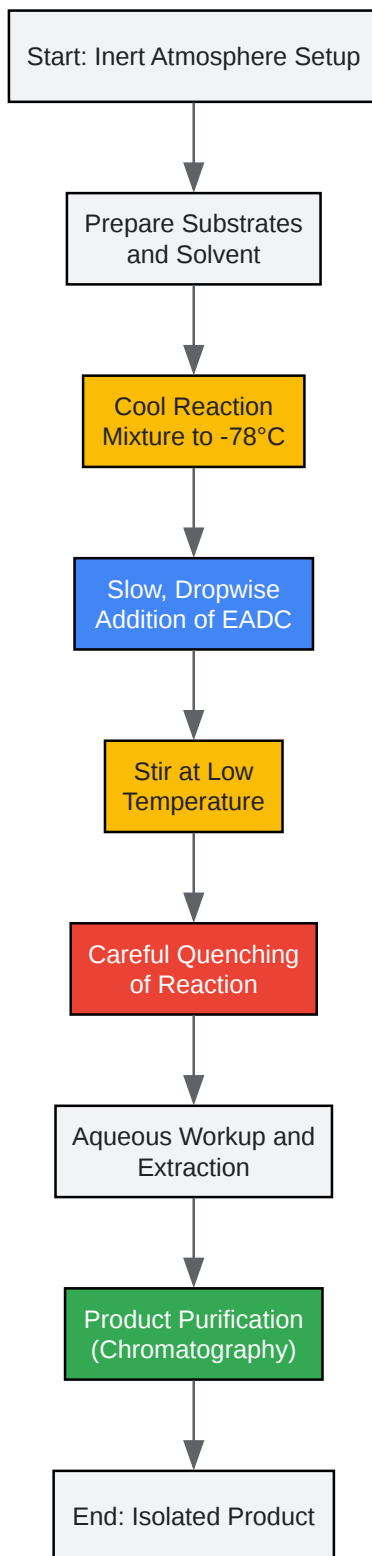 Start: Inert Atmosphere Setup
Prepare Substrates
and Solvent
Cool Reaction
Mixture to -78°C
Slow, Dropwise
Addition of EADC
Stir at Low
Temperature
Careful Quenching
of Reaction
Aqueous Workup and
Extraction
Product Purification
(Chromatography)
End: Isolated Product